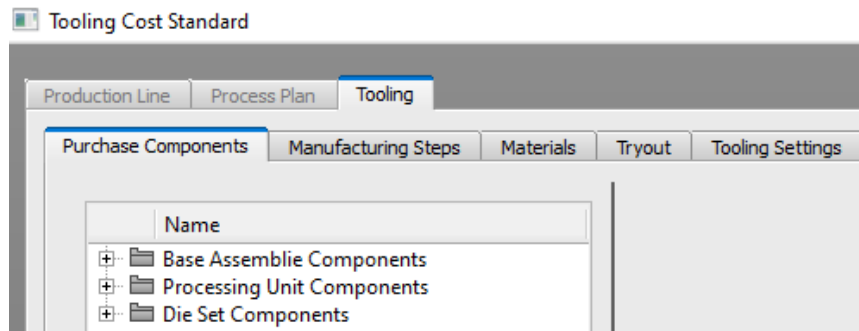 Tooling Cost Standard
Production Line Process Plan Tooling
Purchase Components Manufacturing Steps Materials Tryout Tooling Settings
Name
Base Assemblie Components
Processing Unit Components
Die Set Components